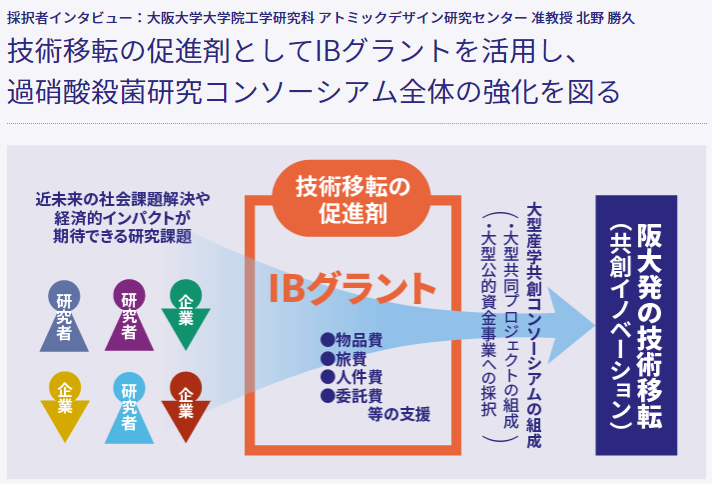 採択者インタビュー：大阪大学大学院工学研究科 アトミックデザイン研究センター 准教授 北野 勝久
技術移転の促進剤としてIBグラントを活用し、
過硝酸殺菌研究コンソーシアム全体の強化を図る
近未来の社会課題解決や
経済的インパクトが
期待できる研究課題
研究者
研究者
企業
企業
研究者
企業
技術移転の
促進剤
IBグラント
●物品費
●旅費
●人件費
●委託費
等の支援
大型産学共創コンソーシアムの組成
（・大型共同プロジェクトの組成
・大型公的資金事業への採択）
阪大発の技術移転
（共創イノベーション）